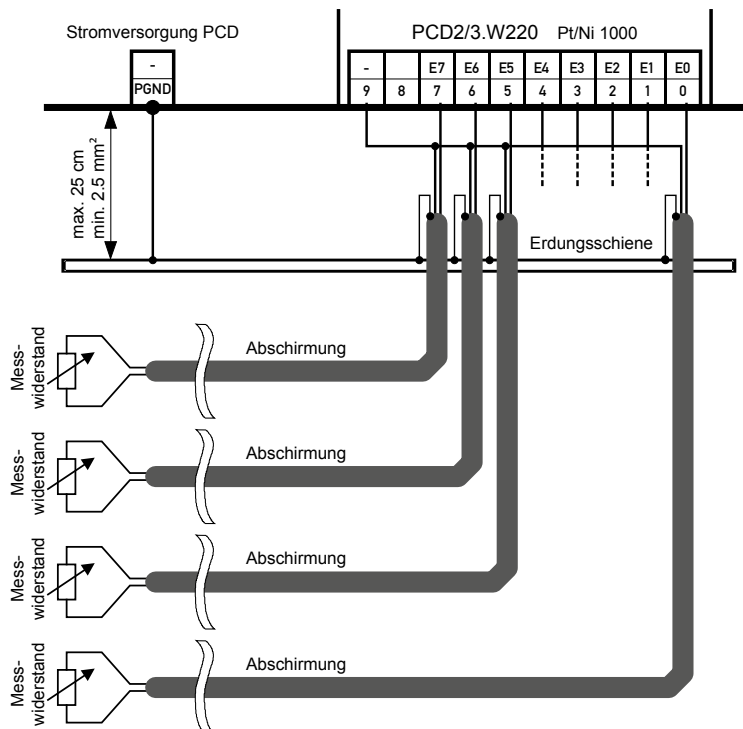 Stromversorgung PCD
PCD2/3.W220 Pt/Ni 1000
-
PGND
- E7 E6 E5 E4 E3 E2 E1 E0
9 8 7 6 5 4 3 2 1 0
max. 25 cm
min. 2.5 mm²
Erdungsschiene
Mess-
widerstand
Abschirmung
Mess-
widerstand
Abschirmung
Mess-
widerstand
Abschirmung
Mess-
widerstand
Abschirmung